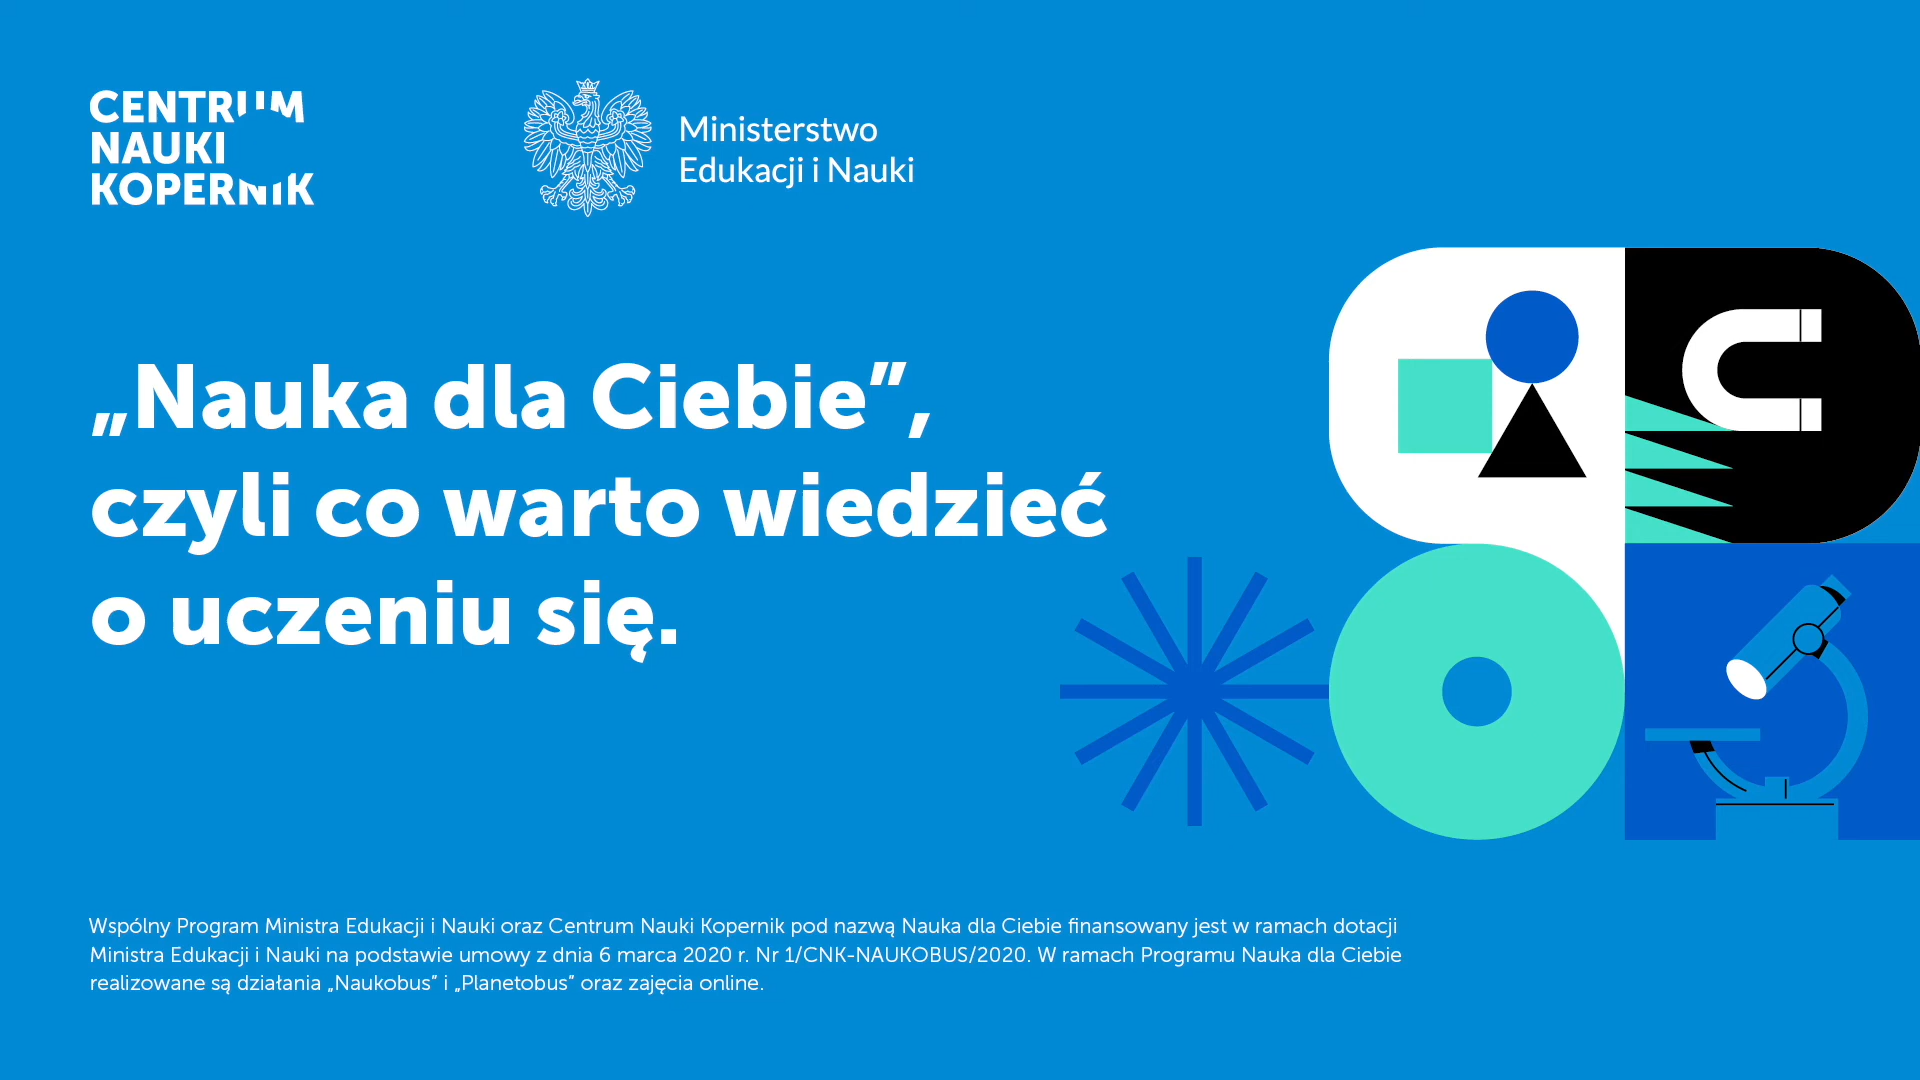 CENTRUM
NAUKI
KOPERNIK
Ministerstwo
Edukacji i Nauki
„Nauka dla Ciebie”,
czyli co warto wiedzieć
o uczeniu się.
Wspólny Program Ministra Edukacji i Nauki oraz Centrum Nauki Kopernik pod nazwą Nauka dla Ciebie finansowany jest w ramach dotacji
Ministra Edukacji i Nauki na podstawie umowy z dnia 6 marca 2020 r. Nr 1/CNK-NAUKOBUS/2020. W ramach Programu Nauka dla Ciebie
realizowane są działania „Naukobus” i „Planetobus” oraz zajęcia online.